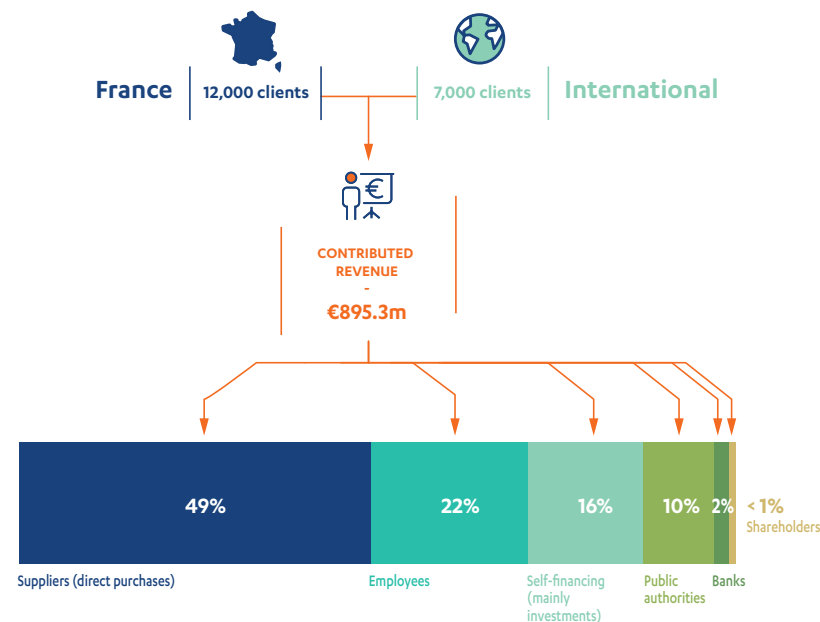 France
12,000 clients
7,000 clients
International
€
CONTRIBUTED
REVENUE
-
€895.3m
49%
22%
16%
10%
2%
< 1%
Shareholders
Suppliers (direct purchases)
Employees
Self-financing
(mainly
investments)
Public
authorities
Banks